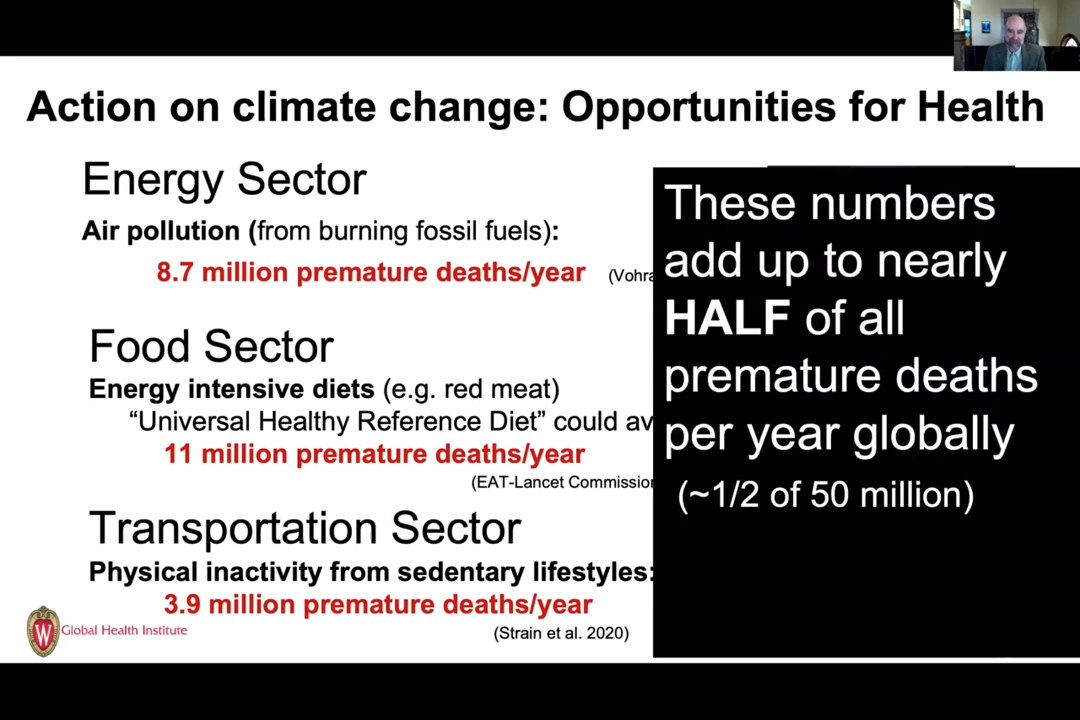 Action on climate change: Opportunities for Health
Energy Sector
Air pollution (from burning fossil fuels):
8.7 million premature deaths/year (Vohra
Food Sector
Energy intensive diets (e.g. red meat)
“Universal Healthy Reference Diet” could av
11 million premature deaths/year
(EAT-Lancet Commission
Transportation Sector
Physical inactivity from sedentary lifestyles:
3.9 million premature deaths/year
(Strain et al. 2020)
W Global Health Institute
These numbers
add up to nearly
HALF of all
premature deaths
per year globally
(~1/2 of 50 million)